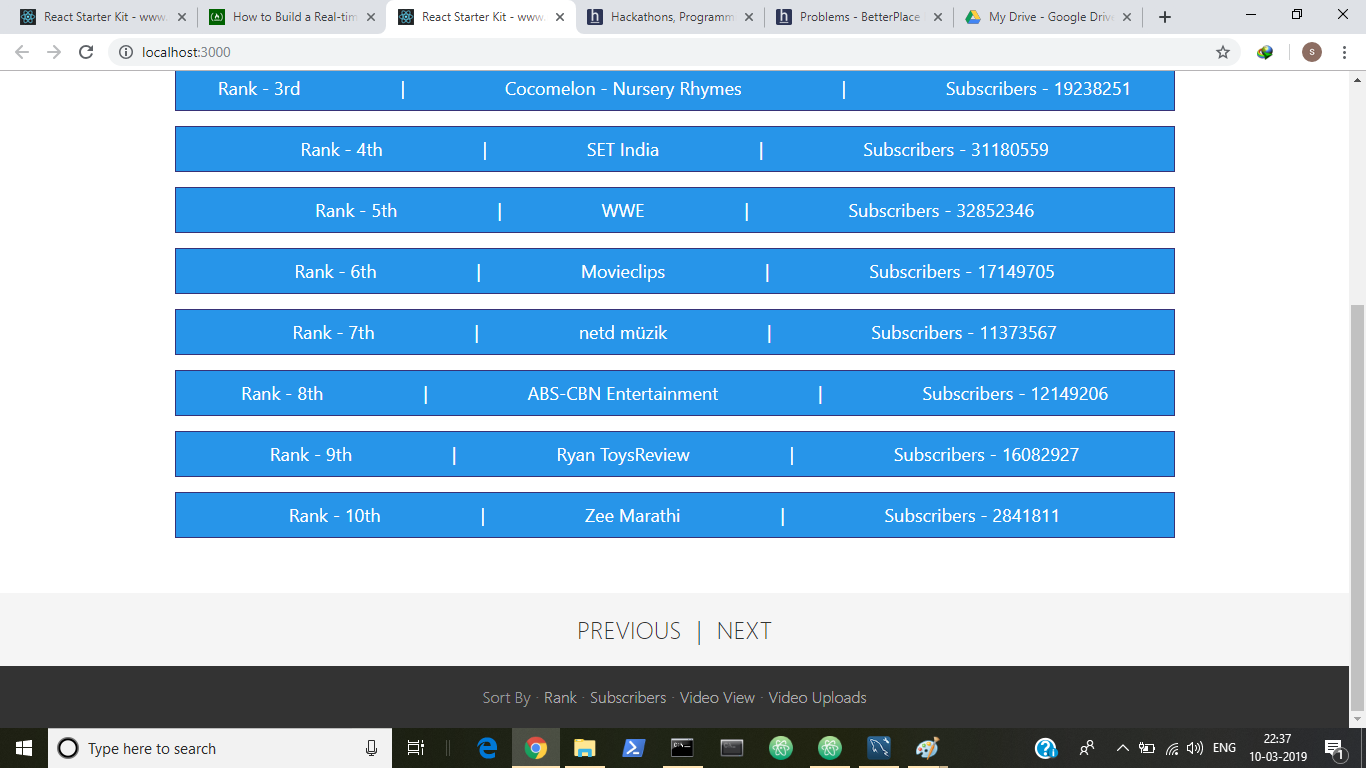 React Starter Kit - www.
How to Build a Real-tim
React Starter Kit - www.
Hackathons, Programm
Problems - BetterPlace
My Drive - Google Drive
localhost:3000
S
Rank - 3rd | Cocomelon - Nursery Rhymes | Subscribers - 19238251
Rank - 4th | SET India | Subscribers - 31180559
Rank - 5th | WWE | Subscribers - 32852346
Rank - 6th | Movieclips | Subscribers - 17149705
Rank - 7th | netd müzik | Subscribers - 11373567
Rank - 8th | ABS-CBN Entertainment | Subscribers - 12149206
Rank - 9th | Ryan ToysReview | Subscribers - 16082927
Rank - 10th | Zee Marathi | Subscribers - 2841811
PREVIOUS | NEXT
Sort By · Rank · Subscribers · Video View · Video Uploads
Type here to search
ENG
22:37
10-03-2019
1